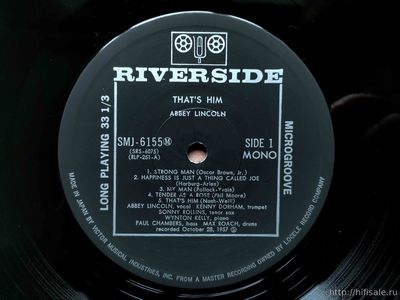 RIVERSIDE
THAT'S HIM
ABBEY LINCOLN
LONG PLAYING 33 1/3
MICROGROOVE
SMJ-6155Ⓜ
(SRS-6075)
(RLP-251-A)
SIDE 1
MONO
1. STRONG MAN (Oscar Brown, Jr.)
2. HAPPINESS IS JUST A THING CALLED JOE
(Harburg-Arlen)
3. MY MAN (Pollock-Yvain)
4. TENDER AS A ROSE (Phil Moore)
5. THAT'S HIM (Nash-Weill)
ABBEY LINCOLN, vocal KENNY DORHAM, trumpet
SONNY ROLLINS, tenor sax
WYNTON KELLY, piano
PAUL CHAMBERS, bass MAX ROACH, drums
recorded October 28, 1957 Ⓢ
MADE IN JAPAN BY VICTOR MUSICAL INDUSTRIES, INC. FROM A MASTER RECORDING OWNED BY LOCELE RECORD COMPANY
http://hifisale.ru